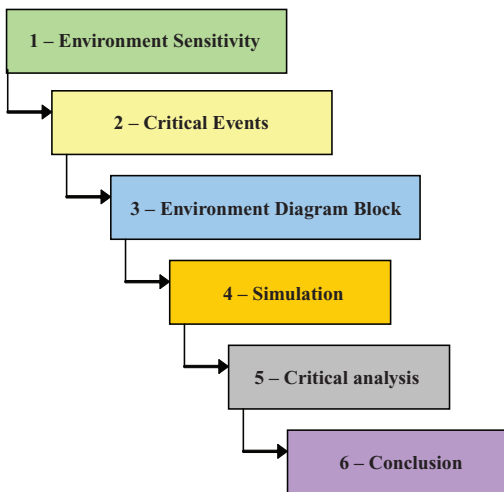 1 – Environment Sensitivity
2 – Critical Events
3 – Environment Diagram Block
4 – Simulation
5 – Critical analysis
6 – Conclusion